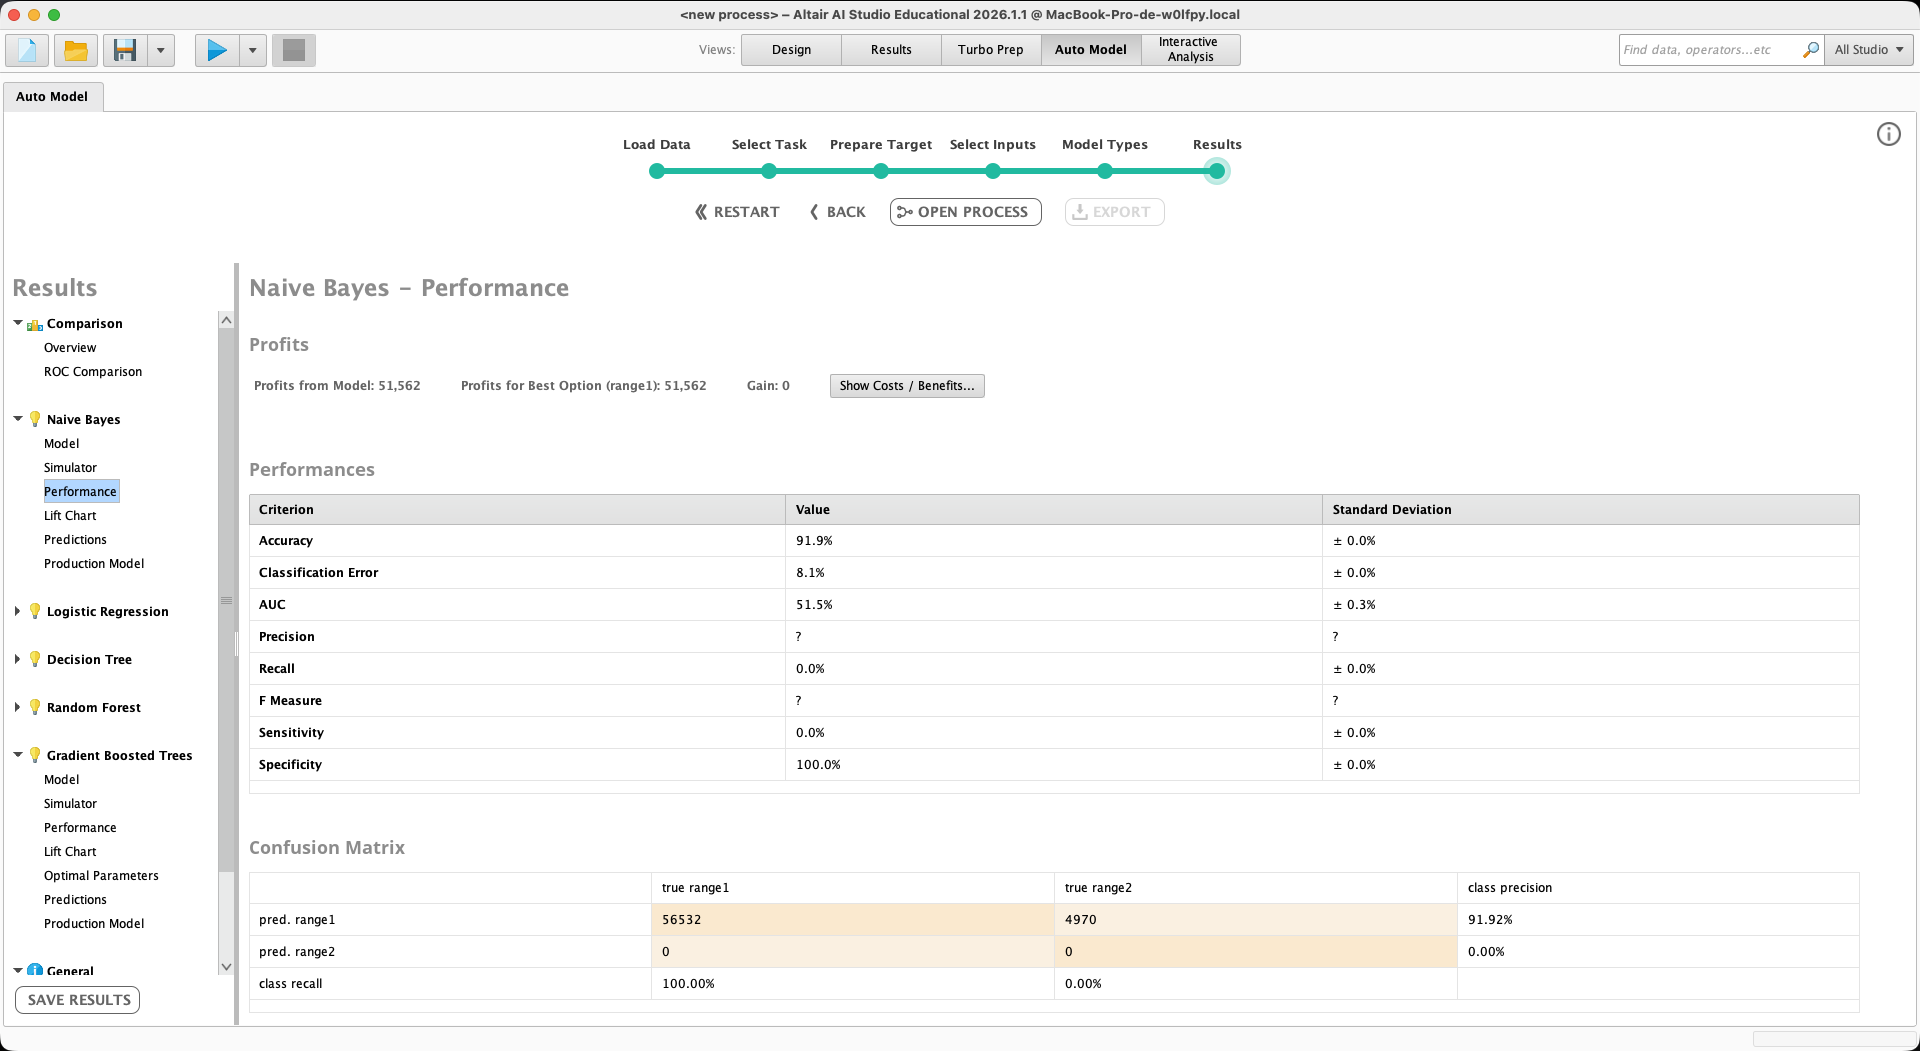 <new process> – Altair AI Studio Educational 2026.1.1 @ MacBook-Pro-de-w0lfpy.local
Views: Design Results Turbo Prep Auto Model Interactive Analysis
Find data, operators...etc All Studio
Auto Model
Load Data Select Task Prepare Target Select Inputs Model Types Results
RESTART BACK OPEN PROCESS EXPORT
Results
Comparison
Overview
ROC Comparison
Naive Bayes
Model
Simulator
Performance
Lift Chart
Predictions
Production Model
Logistic Regression
Decision Tree
Random Forest
Gradient Boosted Trees
Model
Simulator
Performance
Lift Chart
Optimal Parameters
Predictions
Production Model
General
SAVE RESULTS
Naive Bayes – Performance
Profits
Profits from Model: 51,562 Profits for Best Option (range1): 51,562 Gain: 0 Show Costs / Benefits...
Performances
Criterion Value Standard Deviation
Accuracy 91.9% ± 0.0%
Classification Error 8.1% ± 0.0%
AUC 51.5% ± 0.3%
Precision ? ?
Recall 0.0% ± 0.0%
F Measure ? ?
Sensitivity 0.0% ± 0.0%
Specificity 100.0% ± 0.0%
Confusion Matrix
true range1 true range2 class precision
pred. range1 56532 4970 91.92%
pred. range2 0 0 0.00%
class recall 100.00% 0.00%